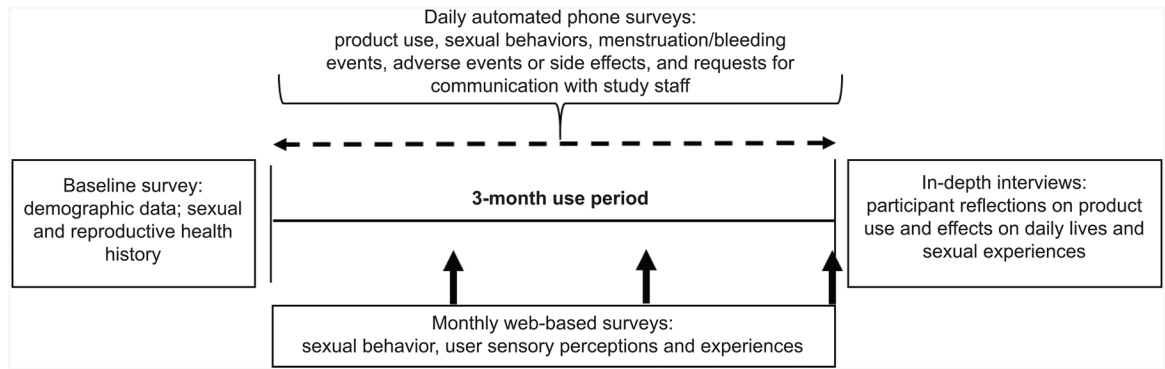 Daily automated phone surveys:
product use, sexual behaviors, menstruation/bleeding
events, adverse events or side effects, and requests for
communication with study staff
Baseline survey:
demographic data; sexual
and reproductive health
history
3-month use period
In-depth interviews:
participant reflections on product
use and effects on daily lives and
sexual experiences
Monthly web-based surveys:
sexual behavior, user sensory perceptions and experiences